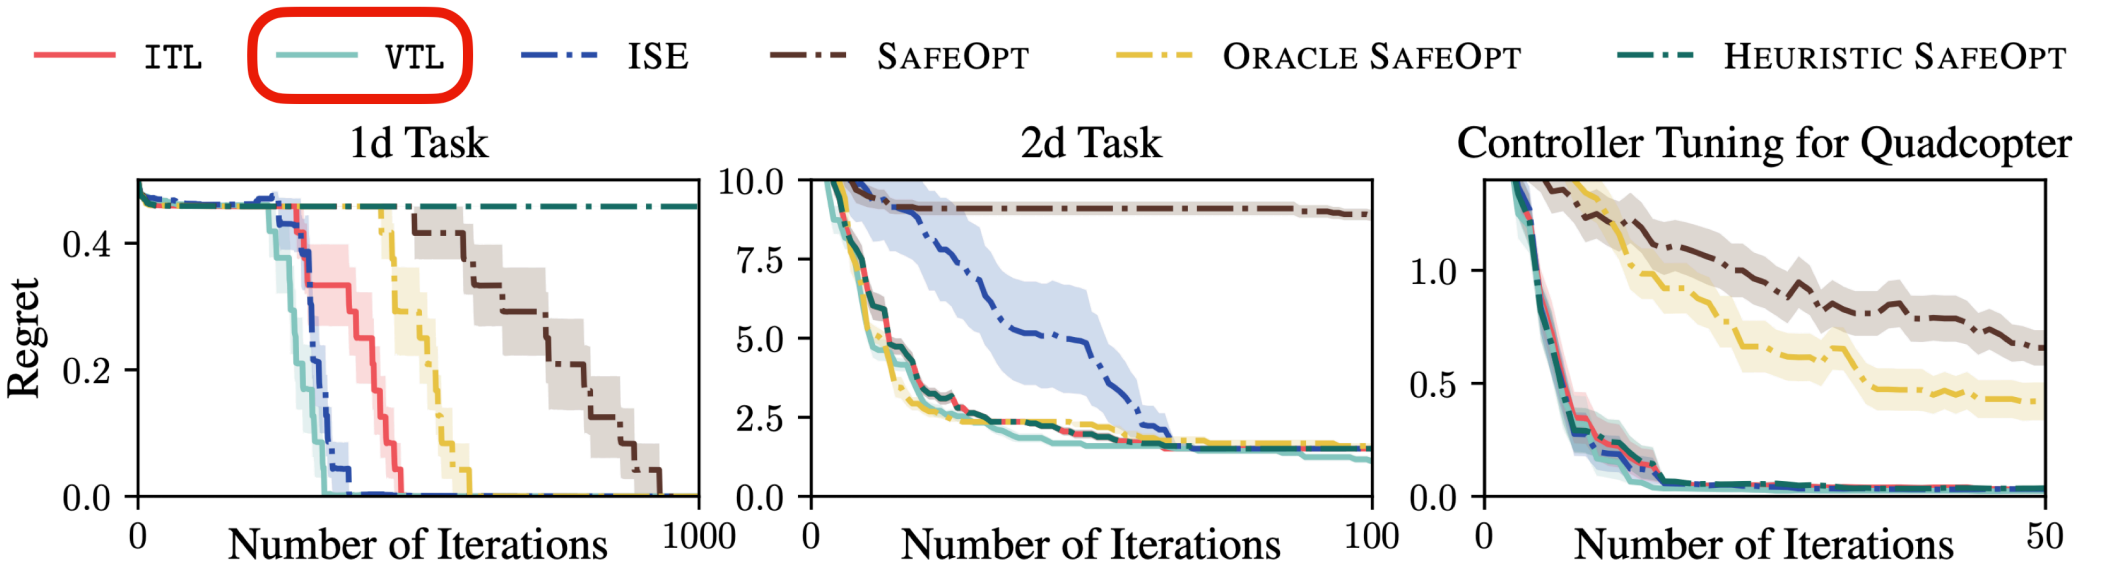 ITL VTL ISE SAFEOPT ORACLE SAFEOPT HEURISTIC SAFEOPT
1d Task 2d Task Controller Tuning for Quadcopter
Regret
0.4
0.2
0.0
0 1000
Number of Iterations
10.0
7.5
5.0
2.5
0.0
0 100
Number of Iterations
1.0
0.5
0.0
0 50
Number of Iterations